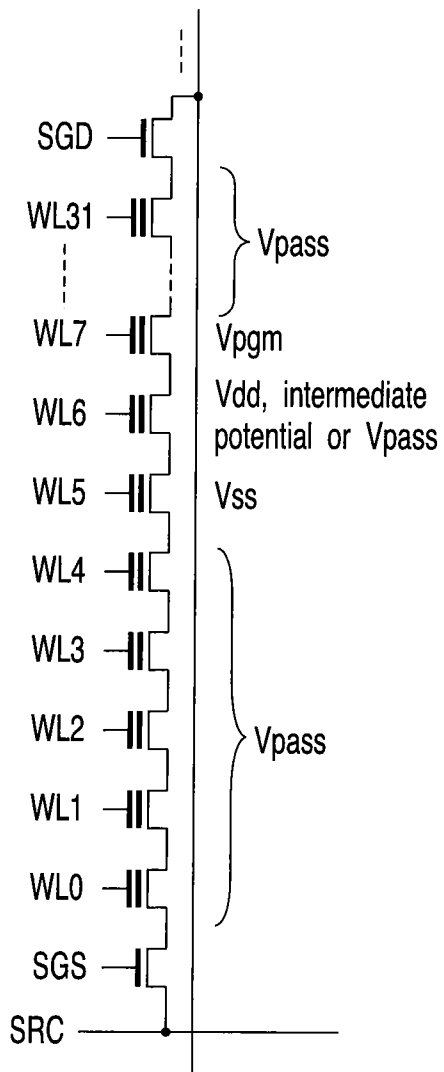 SGD
WL31
Vpass
WL7
Vpgm
Vdd, intermediate
potential or Vpass
WL6
WL5
Vss
WL4
WL3
WL2
Vpass
WL1
WL0
SGS
SRC